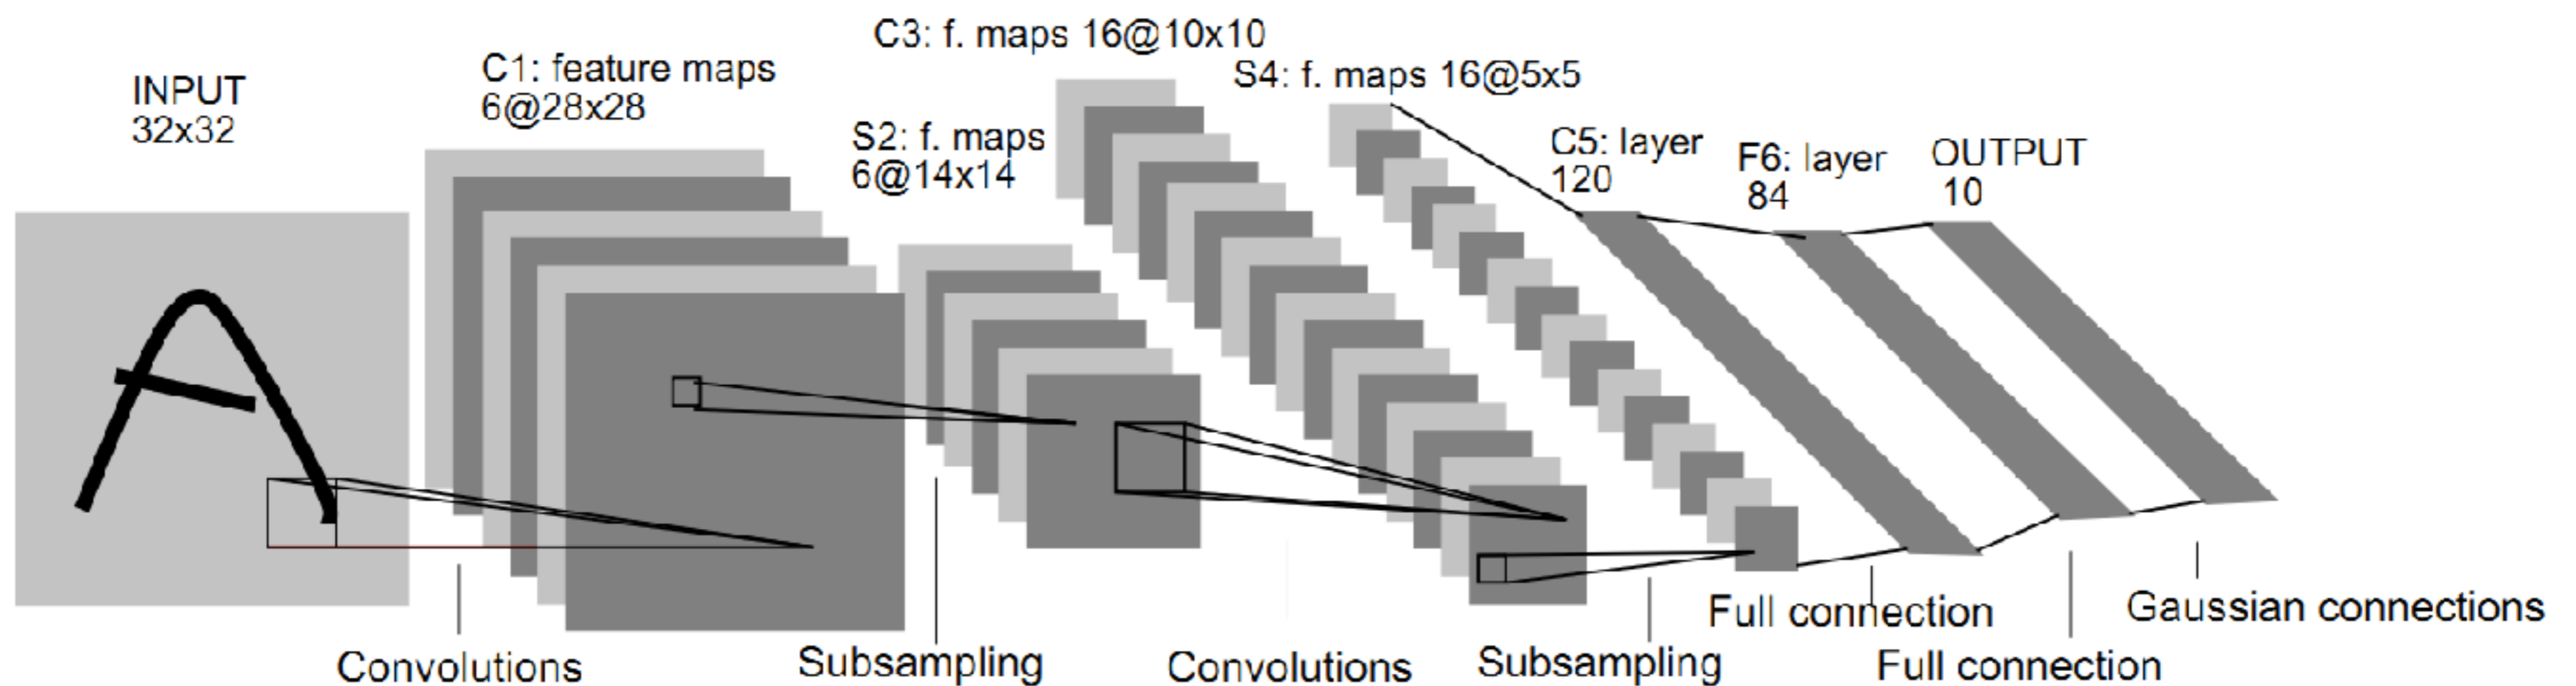 INPUT
32x32
C1: feature maps
6@28x28
S2: f. maps
6@14x14
C3: f. maps 16@10x10
S4: f. maps 16@5x5
C5: layer
120
F6: layer
84
OUTPUT
10
Convolutions
Subsampling
Convolutions
Subsampling
Full connection
Full connection
Gaussian connections